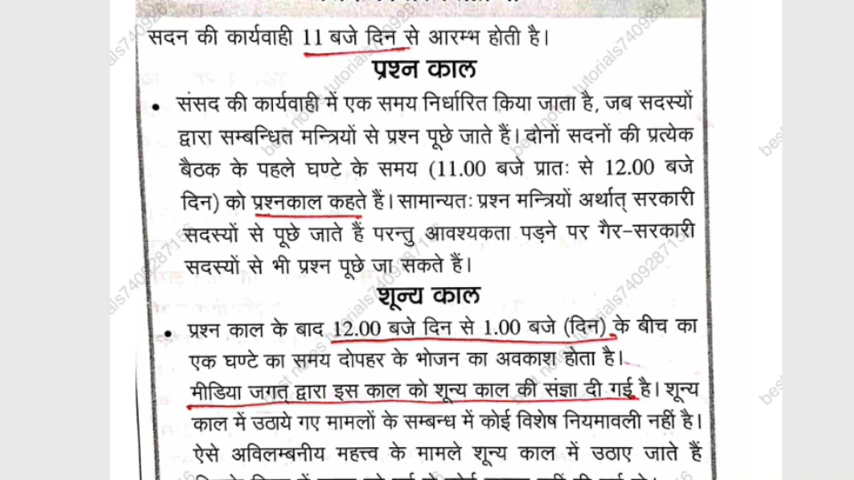 सदन की कार्यवाही 11 बजे दिन से आरम्भ होती है।
प्रश्न काल
• संसद की कार्यवाही में एक समय निर्धारित किया जाता है, जब सदस्यों
द्वारा सम्बन्धित मन्त्रियों से प्रश्न पूछे जाते हैं। दोनों सदनों की प्रत्येक
बैठक के पहले घण्टे के समय (11.00 बजे प्रातः से 12.00 बजे
दिन) को प्रश्नकाल कहते हैं। सामान्यतः प्रश्न मन्त्रियों अर्थात् सरकारी
सदस्यों से पूछे जाते हैं परन्तु आवश्यकता पड़ने पर गैर-सरकारी
सदस्यों से भी प्रश्न पूछे जा सकते हैं।
शून्य काल
• प्रश्न काल के बाद 12.00 बजे दिन से 1.00 बजे (दिन) के बीच का
एक घण्टे का समय दोपहर के भोजन का अवकाश होता है।
मीडिया जगत् द्वारा इस काल को शून्य काल की संज्ञा दी गई है। शून्य
काल में उठाये गए मामलों के सम्बन्ध में कोई विशेष नियमावली नहीं है।
ऐसे अविलम्बनीय महत्त्व के मामले शून्य काल में उठाए जाते हैं
best notes tutorials7409287156